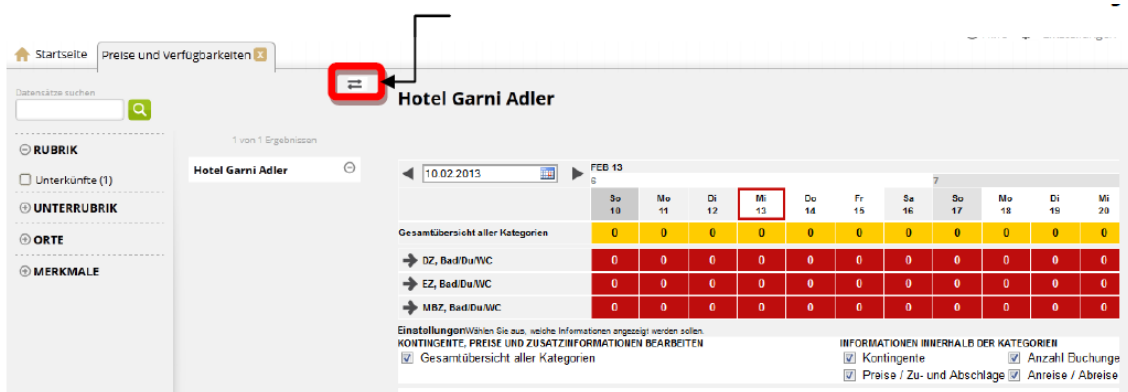 Startseite Preise und Verfügbarkeiten x
Datensätze suchen
Hotel Garni Adler
1 von 1 Ergebnissen
RUBRIK
Hotel Garni Adler
Unterkünfte (1)
UNTERRUBRIK
ORTE
MERKMALE
10.02.2013
FEB 13
6 7
So Mo Di Mi Do Fr Sa So Mo Di Mi
10 11 12 13 14 15 16 17 18 19 20
Gesamtübersicht aller Kategorien 0 0 0 0 0 0 0 0 0 0 0
DZ, Bad/Du/WC 0 0 0 0 0 0 0 0 0 0 0
EZ, Bad/Du/WC 0 0 0 0 0 0 0 0 0 0 0
MBZ, Bad/Du/WC 0 0 0 0 0 0 0 0 0 0 0
Einstellungen Wählen Sie aus, welche Informationen angezeigt werden sollen.
KONTINGENTE, PREISE UND ZUSATZINFORMATIONEN BEARBEITEN INFORMATIONEN INNERHALB DER KATEGORIEN
Gesamtübersicht aller Kategorien Kontingente Anzahl Buchunge
Preise / Zu- und Abschläge Anreise / Abreise